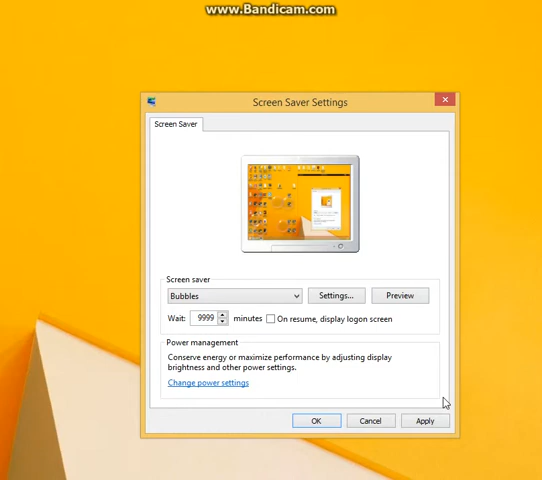 www.Bandicam.com
Screen Saver Settings
Screen Saver
Screen saver
Bubbles
Settings...
Preview
Wait: 9999 minutes On resume, display logon screen
Power management
Conserve energy or maximize performance by adjusting display
brightness and other power settings.
Change power settings
OK
Cancel
Apply